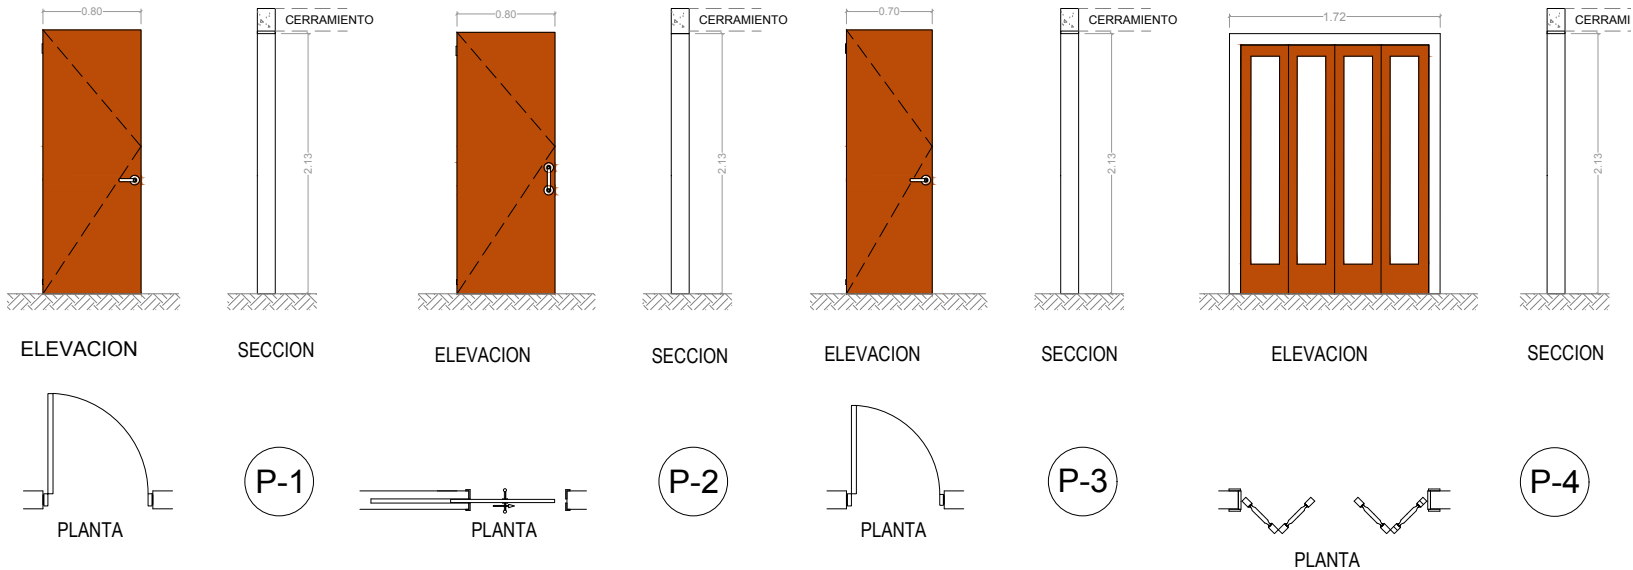 0.80
CERRAMIENTO
0.80
CERRAMIENTO
0.70
CERRAMIENTO
1.72
CERRAMI
2.13
2.13
2.13
2.13
ELEVACION
SECCION
ELEVACION
SECCION
ELEVACION
SECCION
ELEVACION
SECCION
P-1
P-2
P-3
P-4
PLANTA
PLANTA
PLANTA
PLANTA